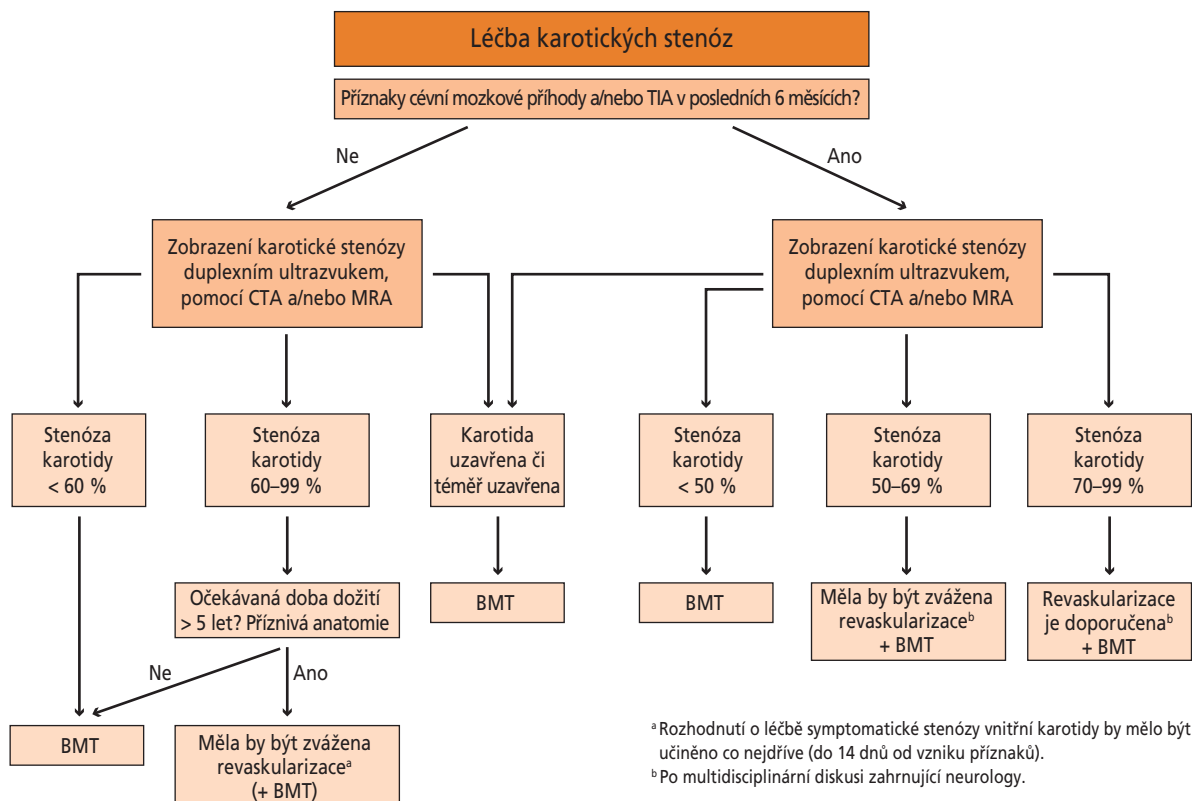 Léčba karotických stenóz
Příznaky cévní mozkové příhody a/nebo TIA v posledních 6 měsících?
Ne
Ano
Zobrazení karotické stenózy
duplexním ultrazvukem,
pomocí CTA a/nebo MRA
Zobrazení karotické stenózy
duplexním ultrazvukem,
pomocí CTA a/nebo MRA
Stenóza
karotidy
< 60 %
Stenóza
karotidy
60–99 %
Karotida
uzavřena či
téměř uzavřena
Stenóza
karotidy
< 50 %
Stenóza
karotidy
50–69 %
Stenóza
karotidy
70–99 %
Očekávaná doba dožití
> 5 let? Příznivá anatomie
BMT
BMT
Měla by být zvážena
revaskularizaceᵇ
+ BMT
Revaskularizace
je doporučenaᵇ
+ BMT
Ne
Ano
BMT
Měla by být zvážena
revaskularizaceᵃ
(+ BMT)
ᵃ Rozhodnutí o léčbě symptomatické stenózy vnitřní karotidy by mělo být
učiněno co nejdříve (do 14 dnů od vzniku příznaků).
ᵇ Po multidisciplinární diskusi zahrnující neurology.